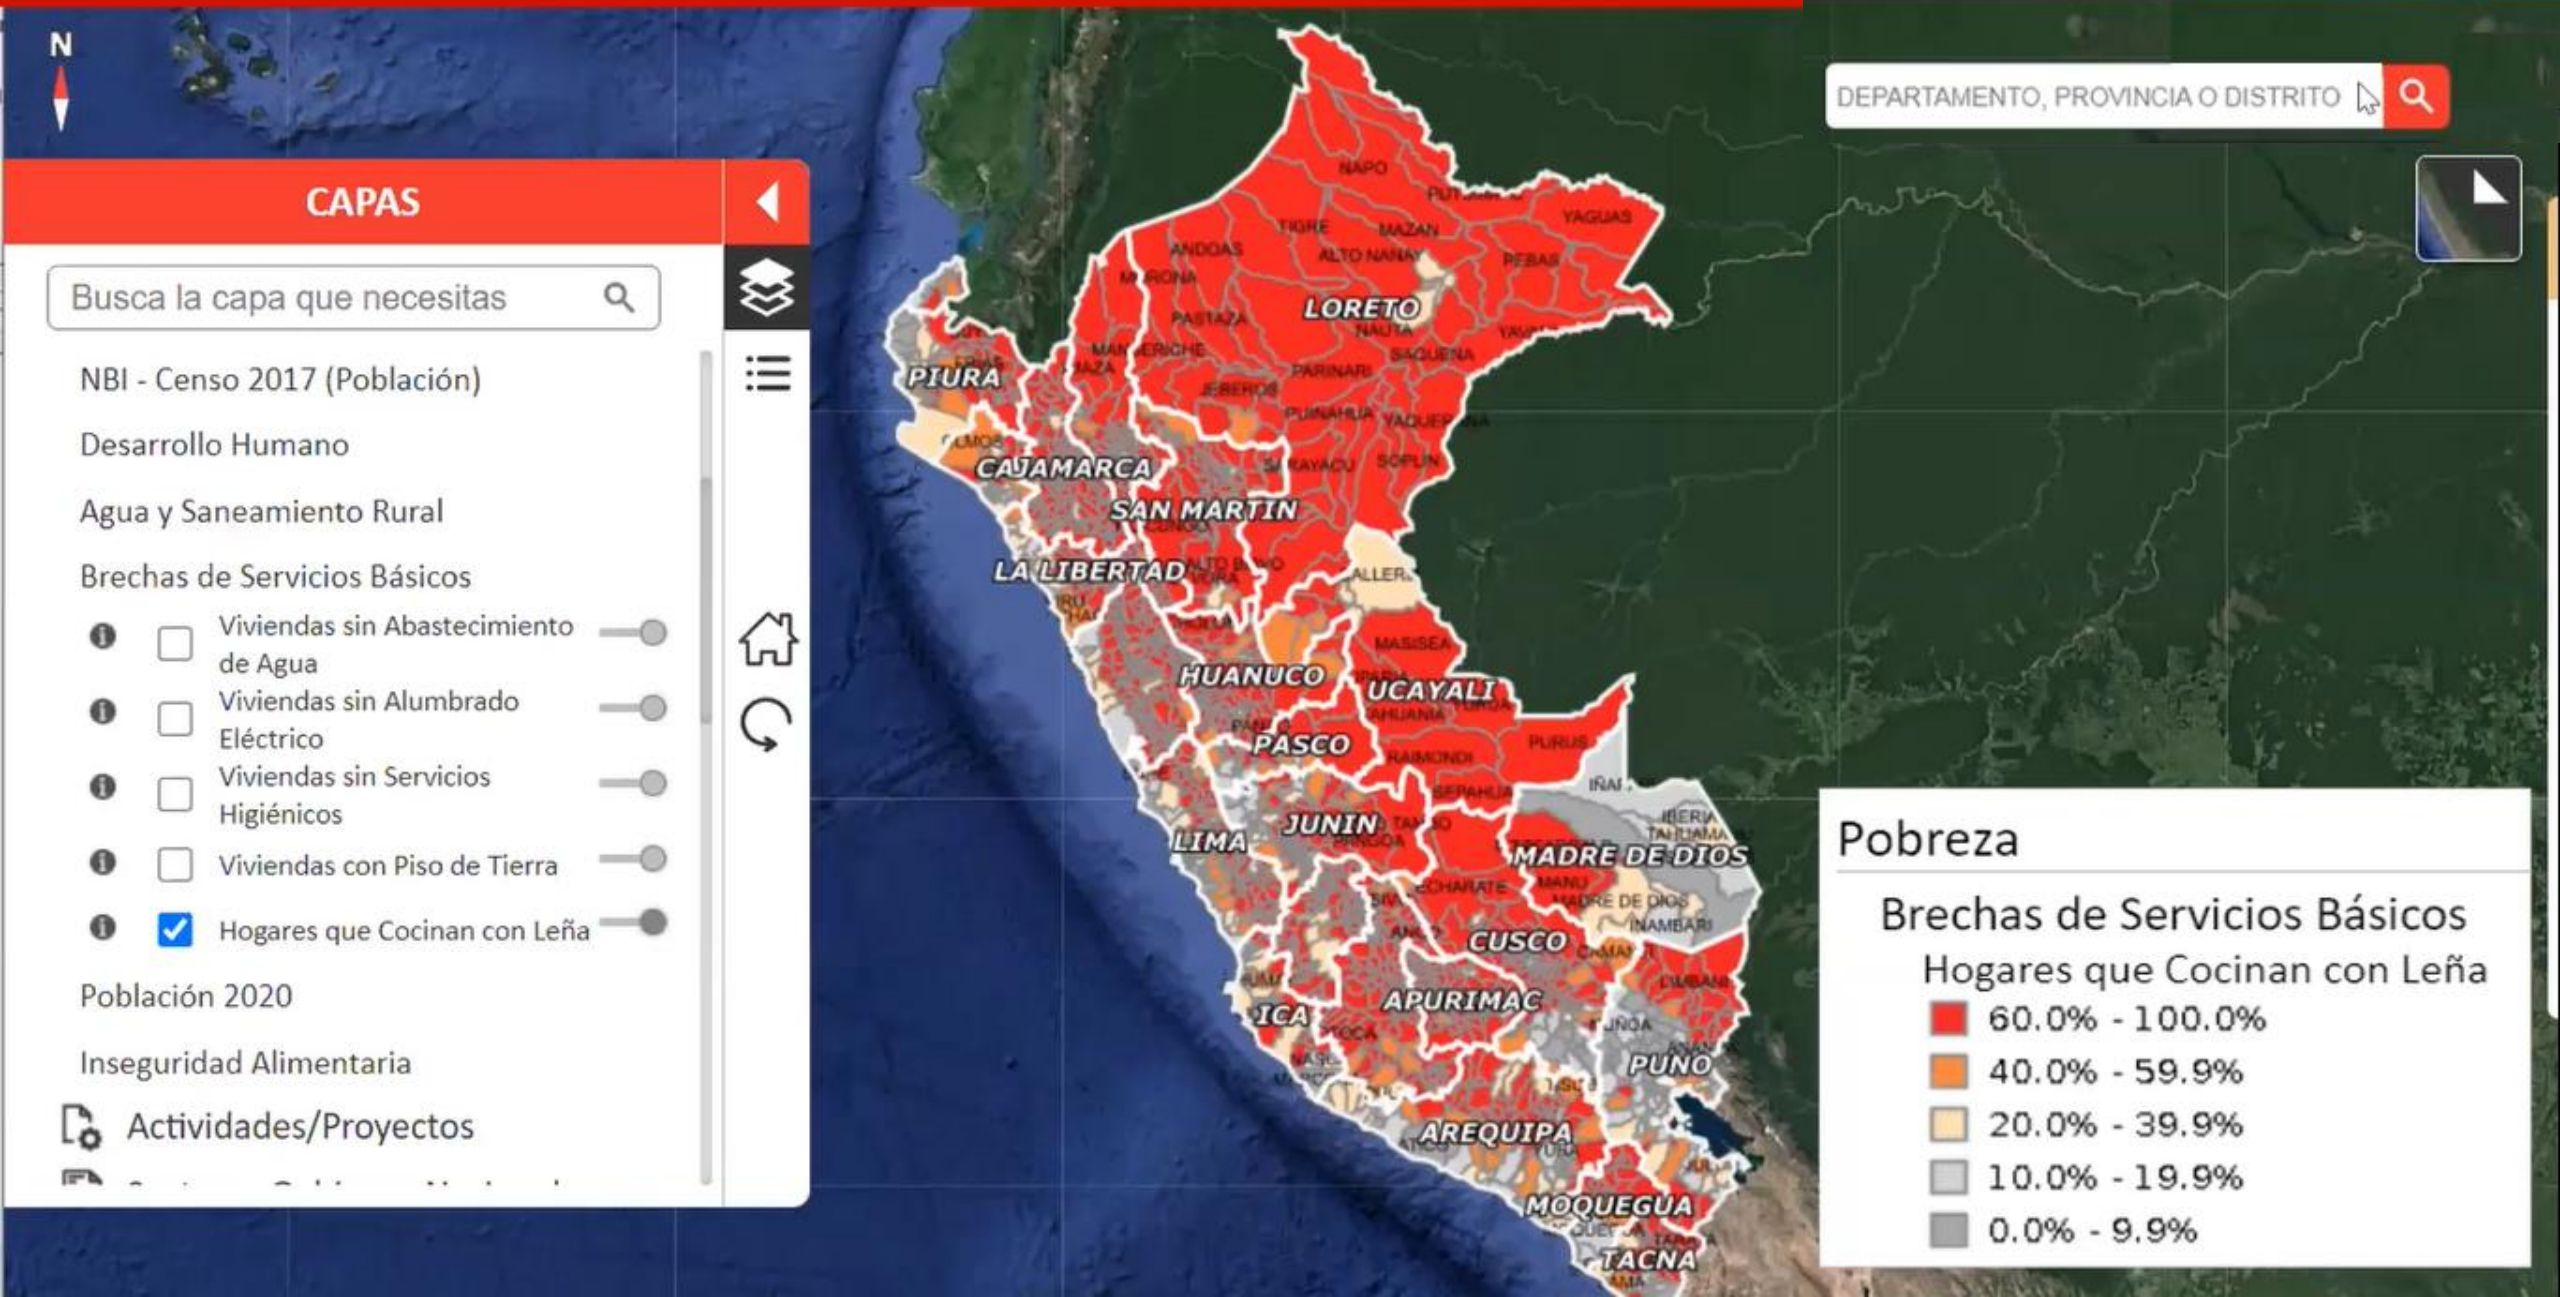 N
DEPARTAMENTO, PROVINCIA O DISTRITO
CAPAS
Busca la capa que necesitas
NBI - Censo 2017 (Población)
Desarrollo Humano
Agua y Saneamiento Rural
Brechas de Servicios Básicos
Viviendas sin Abastecimiento
de Agua
Viviendas sin Alumbrado
Eléctrico
Viviendas sin Servicios
Higiénicos
Viviendas con Piso de Tierra
Hogares que Cocinan con Leña
Población 2020
Inseguridad Alimentaria
Actividades/Proyectos
NAPO
YAGUAS
TIGRE
MAZAN
ANDOAS
ALTO NANAY
PEBAS
LORETO
PASTAZA
NAUTA
SAQUENA
PARINARI
PIURA
JEBEROS
PUINAHUA
CAJAMARCA
SOPLIN
SAN MARTIN
LA LIBERTAD
MASISEA
HUANUCO
UCAYALI
PASCO
PURUS
RAIMONDI
SEPAHUA
IBERIA
JUNIN
LIMA
MADRE DE DIOS
ECHARATE
MANU
MADRE DE DIOS
INAMBARI
CUSCO
APURIMAC
ICA
PUNO
AREQUIPA
MOQUEGUA
TACNA
Pobreza
Brechas de Servicios Básicos
Hogares que Cocinan con Leña
60.0% - 100.0%
40.0% - 59.9%
20.0% - 39.9%
10.0% - 19.9%
0.0% - 9.9%